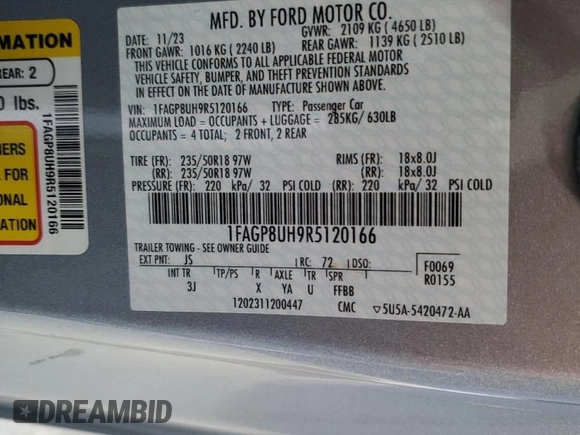 MFD. BY FORD MOTOR CO.
DATE: 11/23 GVWR: 2109 KG ( 4650 LB)
FRONT GAWR: 1016 KG ( 2240 LB) REAR GAWR: 1139 KG ( 2510 LB)
THIS VEHICLE CONFORMS TO ALL APPLICABLE FEDERAL MOTOR
VEHICLE SAFETY, BUMPER, AND THEFT PREVENTION STANDARDS IN
EFFECT ON THE DATE OF MANUFACTURE SHOWN ABOVE.
VIN: 1FAGP8UH9R5120166 TYPE: Passenger Car
MAXIMUM LOAD = OCCUPANTS + LUGGAGE = 285KG/ 630LB
OCCUPANTS = 4 TOTAL; 2 FRONT, 2 REAR
TIRE (FR): 235/50R18 97W RIMS (FR): 18x8.0J
(RR): 235/50R18 97W (RR): 18x8.0J
PRESSURE (FR): 220 kPa/ 32 PSI COLD (RR): 220 kPa/ 32 PSI COLD
1FAGP8UH9R5120166
TRAILER TOWING - SEE OWNER GUIDE
EXT PNT: JS RC: 72 DSO:
F0069
R0155
INT TR TP/PS R AXLE TR SPR
3J X YA U FFBB
1202311200447 CMC 5U5A-5420472-AA
RMATION
REAR: 2
0 lbs.
1FAGP8UH9R5120166
IERS
FOR
ONAL
ATION
DREAMBID